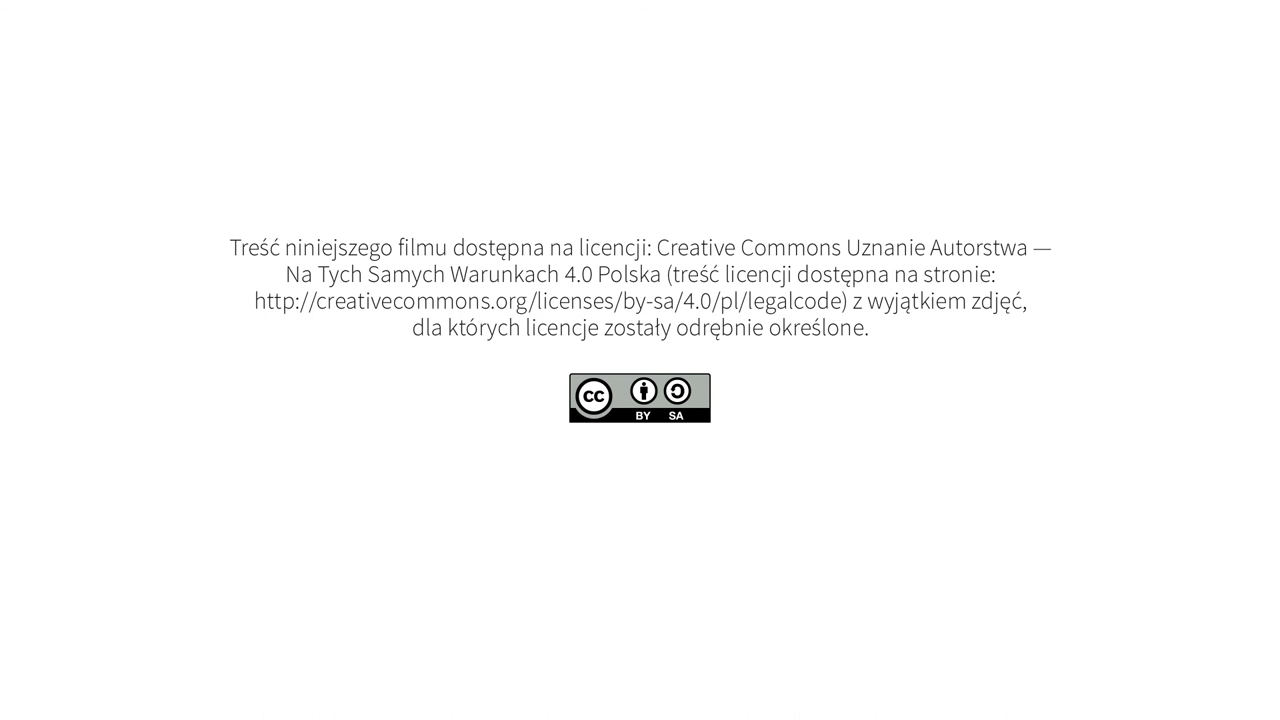 Treść niniejszego filmu dostępna na licencji: Creative Commons Uznanie Autorstwa —
Na Tych Samych Warunkach 4.0 Polska (treść licencji dostępna na stronie:
http://creativecommons.org/licenses/by-sa/4.0/pl/legalcode) z wyjątkiem zdjęć,
dla których licencje zostały odrębnie określone.
cc
BY SA